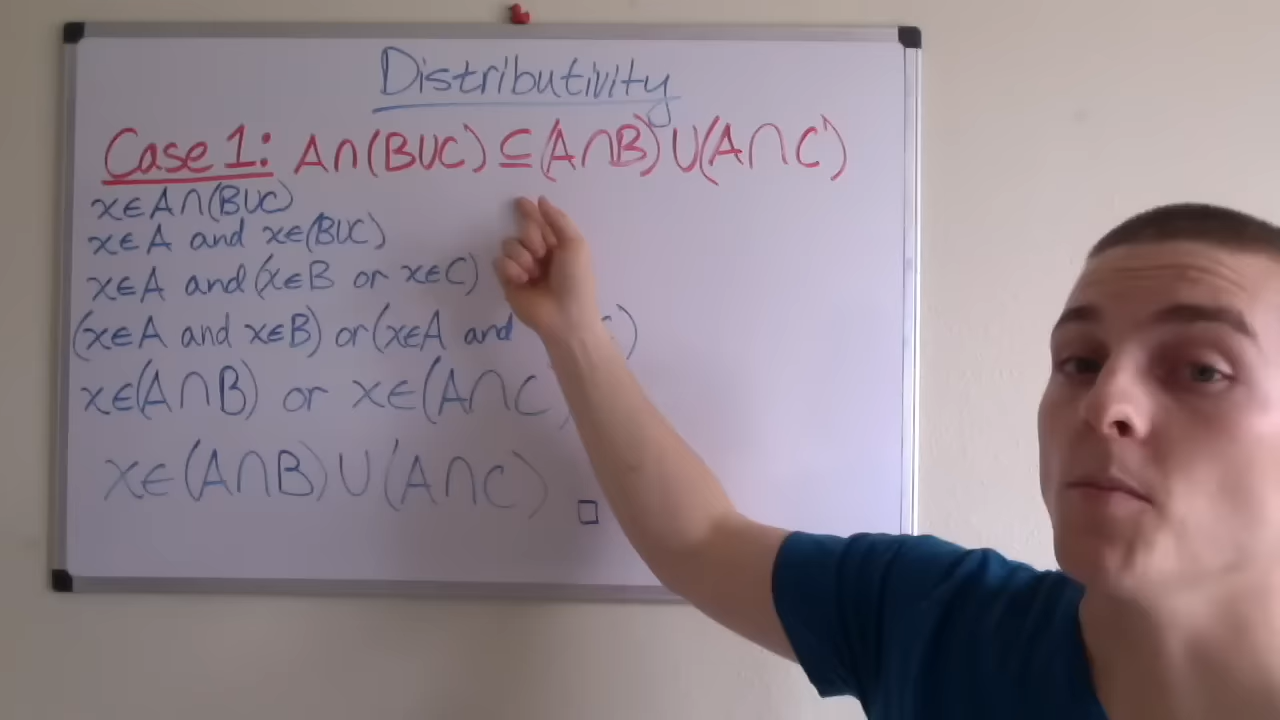 Distributivity
Case 1: A∩(B∪C) ⊆ (A∩B)∪(A∩C)
x∈A∩(B∪C)
x∈A and x∈(B∪C)
x∈A and (x∈B or x∈C)
(x∈A and x∈B) or (x∈A and )
x∈(A∩B) or x∈(A∩C)
x∈(A∩B)∪(A∩C) □